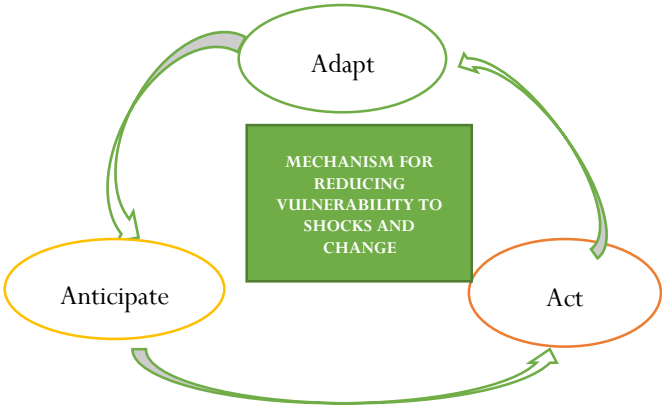 Adapt
MECHANISM FOR
REDUCING
VULNERABILITY TO
SHOCKS AND
CHANGE
Anticipate
Act